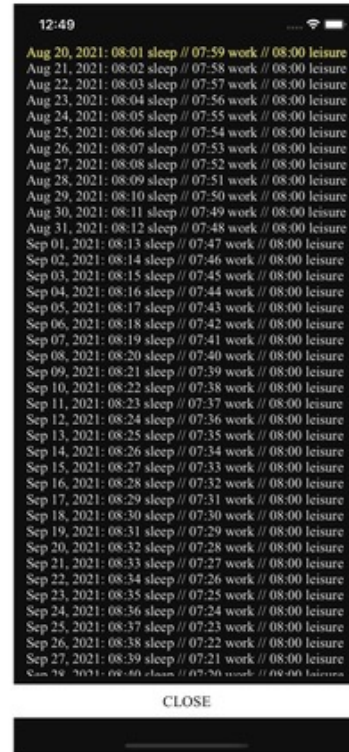 12:49
Aug 20, 2021: 08:01 sleep // 07:59 work // 08:00 leisure
Aug 21, 2021: 08:02 sleep // 07:58 work // 08:00 leisure
Aug 22, 2021: 08:03 sleep // 07:57 work // 08:00 leisure
Aug 23, 2021: 08:04 sleep // 07:56 work // 08:00 leisure
Aug 24, 2021: 08:05 sleep // 07:55 work // 08:00 leisure
Aug 25, 2021: 08:06 sleep // 07:54 work // 08:00 leisure
Aug 26, 2021: 08:07 sleep // 07:53 work // 08:00 leisure
Aug 27, 2021: 08:08 sleep // 07:52 work // 08:00 leisure
Aug 28, 2021: 08:09 sleep // 07:51 work // 08:00 leisure
Aug 29, 2021: 08:10 sleep // 07:50 work // 08:00 leisure
Aug 30, 2021: 08:11 sleep // 07:49 work // 08:00 leisure
Aug 31, 2021: 08:12 sleep // 07:48 work // 08:00 leisure
Sep 01, 2021: 08:13 sleep // 07:47 work // 08:00 leisure
Sep 02, 2021: 08:14 sleep // 07:46 work // 08:00 leisure
Sep 03, 2021: 08:15 sleep // 07:45 work // 08:00 leisure
Sep 04, 2021: 08:16 sleep // 07:44 work // 08:00 leisure
Sep 05, 2021: 08:17 sleep // 07:43 work // 08:00 leisure
Sep 06, 2021: 08:18 sleep // 07:42 work // 08:00 leisure
Sep 07, 2021: 08:19 sleep // 07:41 work // 08:00 leisure
Sep 08, 2021: 08:20 sleep // 07:40 work // 08:00 leisure
Sep 09, 2021: 08:21 sleep // 07:39 work // 08:00 leisure
Sep 10, 2021: 08:22 sleep // 07:38 work // 08:00 leisure
Sep 11, 2021: 08:23 sleep // 07:37 work // 08:00 leisure
Sep 12, 2021: 08:24 sleep // 07:36 work // 08:00 leisure
Sep 13, 2021: 08:25 sleep // 07:35 work // 08:00 leisure
Sep 14, 2021: 08:26 sleep // 07:34 work // 08:00 leisure
Sep 15, 2021: 08:27 sleep // 07:33 work // 08:00 leisure
Sep 16, 2021: 08:28 sleep // 07:32 work // 08:00 leisure
Sep 17, 2021: 08:29 sleep // 07:31 work // 08:00 leisure
Sep 18, 2021: 08:30 sleep // 07:30 work // 08:00 leisure
Sep 19, 2021: 08:31 sleep // 07:29 work // 08:00 leisure
Sep 20, 2021: 08:32 sleep // 07:28 work // 08:00 leisure
Sep 21, 2021: 08:33 sleep // 07:27 work // 08:00 leisure
Sep 22, 2021: 08:34 sleep // 07:26 work // 08:00 leisure
Sep 23, 2021: 08:35 sleep // 07:25 work // 08:00 leisure
Sep 24, 2021: 08:36 sleep // 07:24 work // 08:00 leisure
Sep 25, 2021: 08:37 sleep // 07:23 work // 08:00 leisure
Sep 26, 2021: 08:38 sleep // 07:22 work // 08:00 leisure
Sep 27, 2021: 08:39 sleep // 07:21 work // 08:00 leisure
Sep 28, 2021: 08:40 sleep // 07:20 work // 08:00 leisure
CLOSE